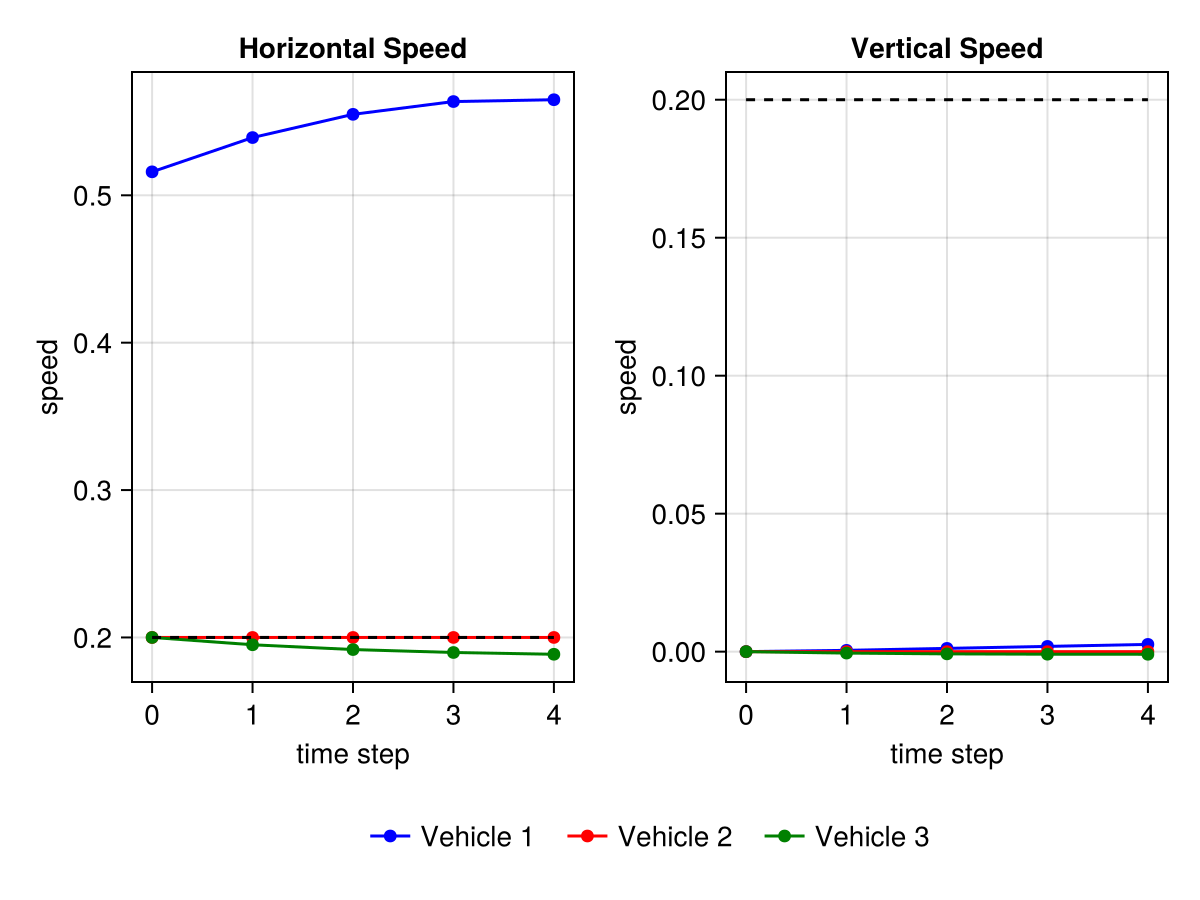 Horizontal Speed
0.5
0.4
0.3
0.2
speed
0 1 2 3 4
time step
Vertical Speed
0.20
0.15
0.10
0.05
0.00
speed
0 1 2 3 4
time step
Vehicle 1 Vehicle 2 Vehicle 3